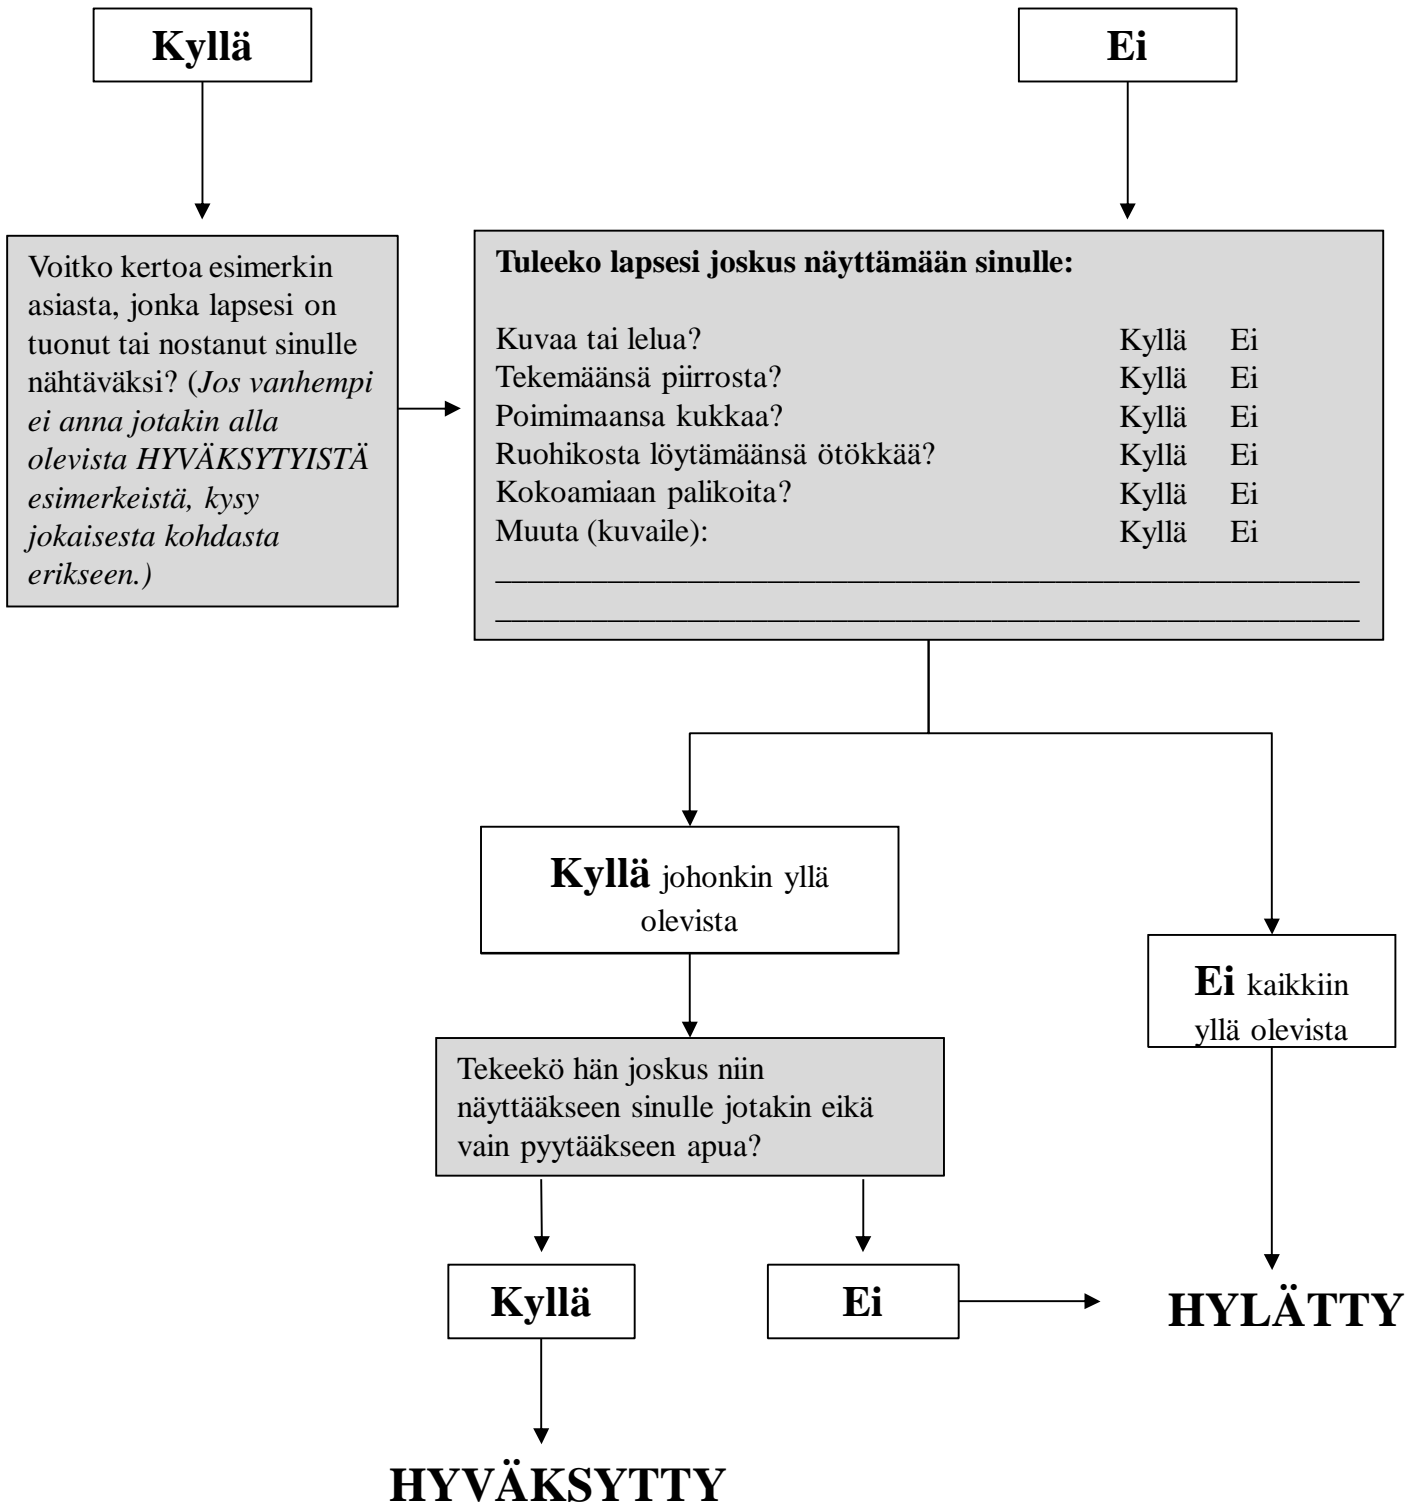 Kyllä
Ei
Voitko kertoa esimerkin
asiasta, jonka lapsesi on
tuonut tai nostanut sinulle
nähtäväksi? (Jos vanhempi
ei anna jotakin alla
olevista HYVÄKSYTYISTÄ
esimerkeistä, kysy
jokaisesta kohdasta
erikseen.)
Tuleeko lapsesi joskus näyttämään sinulle:
Kuvaa tai lelua? Kyllä Ei
Tekemäänsä piirrosta? Kyllä Ei
Poimimaansa kukkaa? Kyllä Ei
Ruohikosta löytämäänsä ötökkää? Kyllä Ei
Kokoamiaan palikoita? Kyllä Ei
Muuta (kuvaile): Kyllä Ei
Kyllä johonkin yllä
olevista
Ei kaikkiin
yllä olevista
Tekeekö hän joskus niin
näyttääkseen sinulle jotakin eikä
vain pyytääkseen apua?
Kyllä
Ei
HYLÄTTY
HYVÄKSYTTY